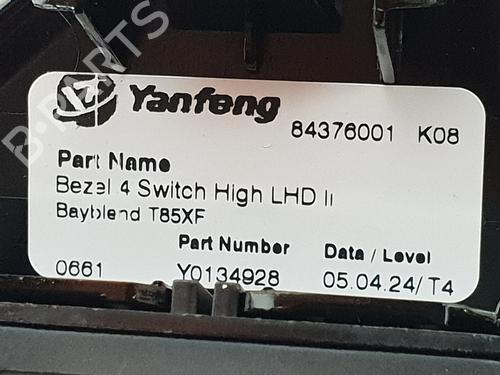 B-PARTS
Yanfeng
84376001 K08
Part Name
Bezel 4 Switch High LHD II
Bayblend T85XF
Part Number Data / Level
0661 Y0134928 05.04.24/ T4